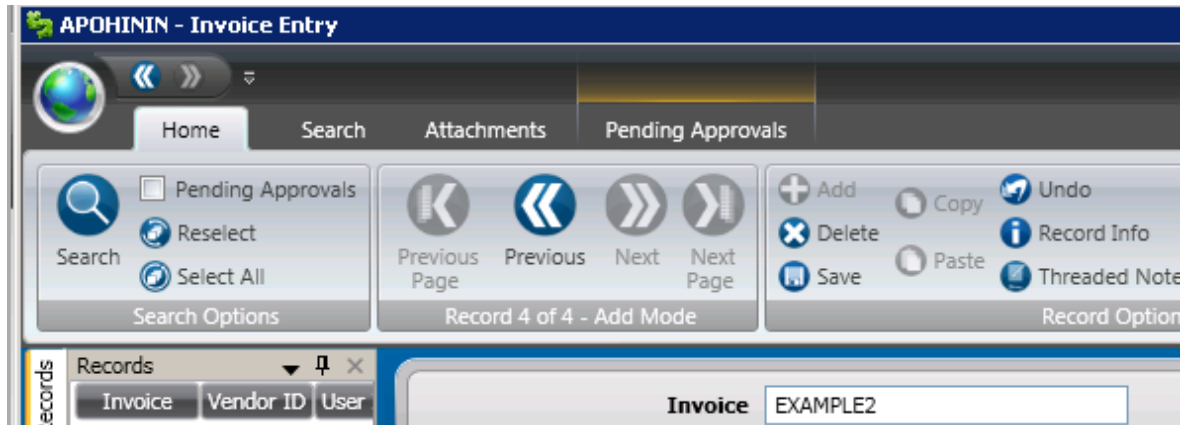 APOHININ - Invoice Entry
Home Search Attachments Pending Approvals
Search
Pending Approvals
Reselect
Select All
Search Options
Previous Page
Previous
Next
Next Page
Record 4 of 4 - Add Mode
Add
Delete
Save
Copy
Paste
Undo
Record Info
Threaded Note
Record Option
Records
Invoice Vendor ID User
Invoice EXAMPLE2